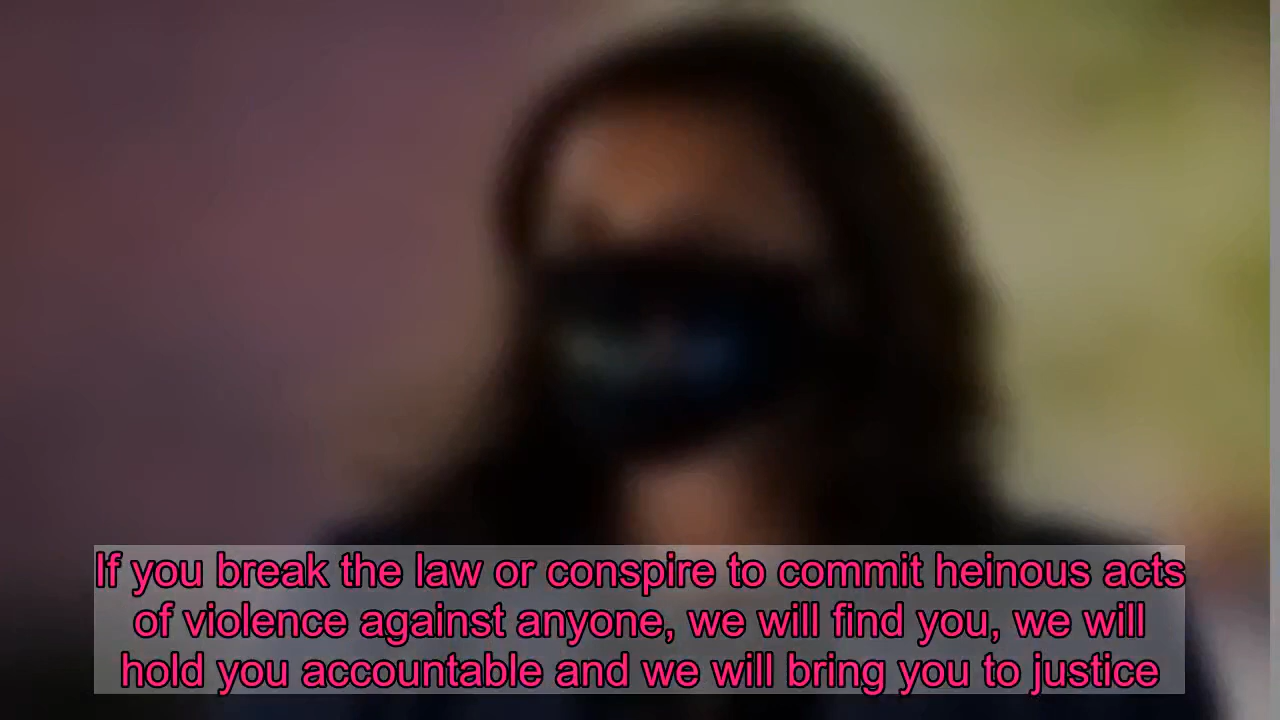 If you break the law or conspire to commit heinous acts
of violence against anyone, we will find you, we will
hold you accountable and we will bring you to justice